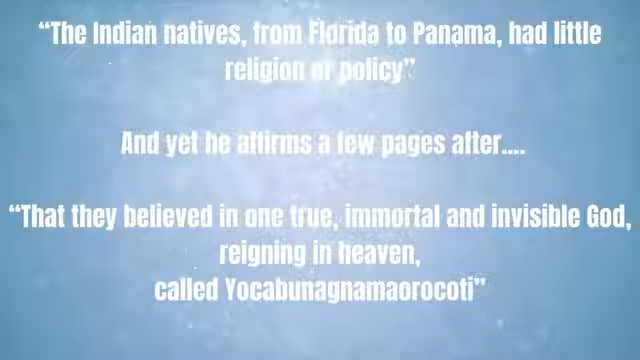 “The Indian natives, from Florida to Panama, had little
religion or policy”
And yet he affirms a few pages after....
“That they believed in one true, immortal and invisible God,
reigning in heaven,
called Yocabunagnamaorocoti”